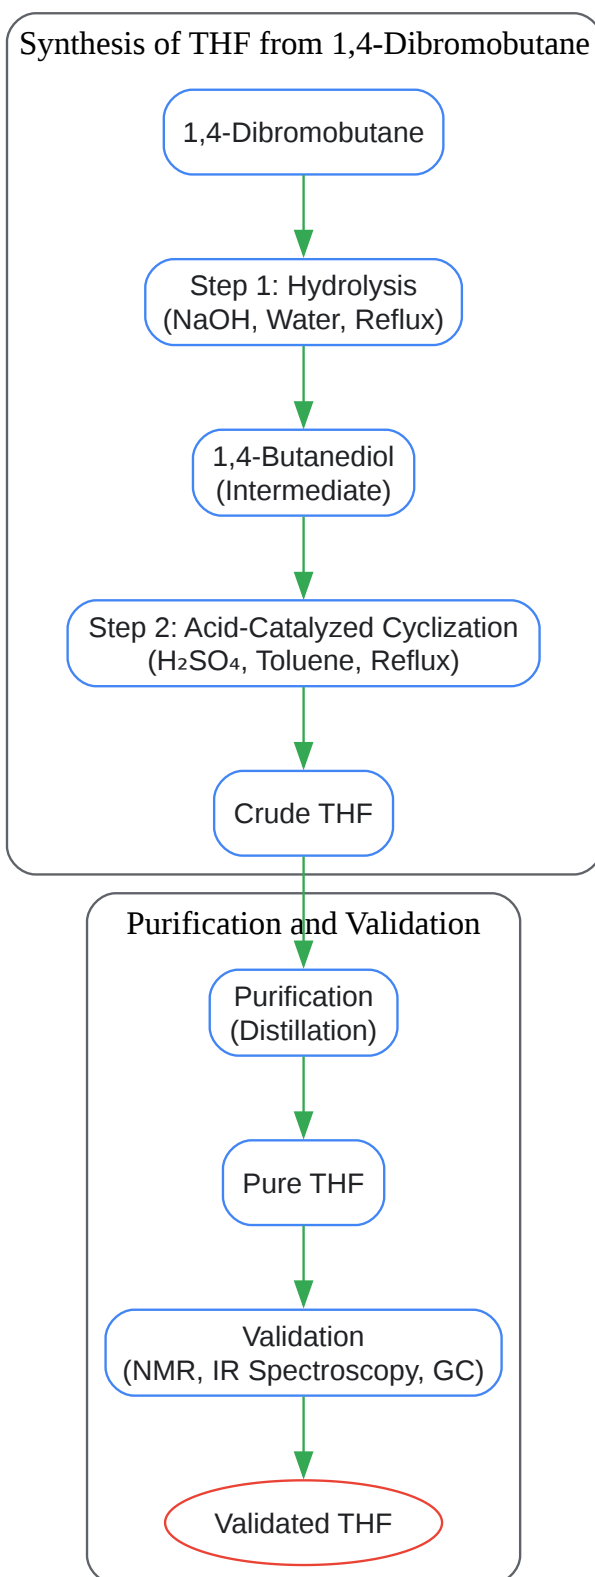 Synthesis of THF from 1,4-Dibromobutane
1,4-Dibromobutane
Step 1: Hydrolysis
(NaOH, Water, Reflux)
1,4-Butanediol
(Intermediate)
Step 2: Acid-Catalyzed Cyclization
(H₂SO₄, Toluene, Reflux)
Crude THF
Purification and Validation
Purification
(Distillation)
Pure THF
Validation
(NMR, IR Spectroscopy, GC)
Validated THF